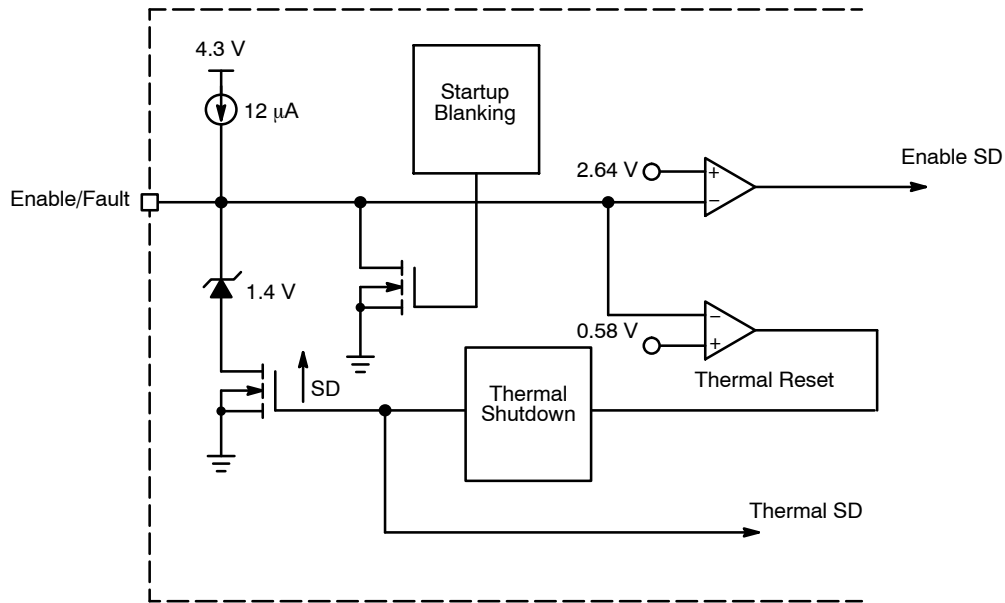 4.3 V
12 μA
Startup
Blanking
2.64 V
+
−
Enable SD
Enable/Fault
1.4 V
−
0.58 V
+
Thermal Reset
SD
Thermal
Shutdown
Thermal SD